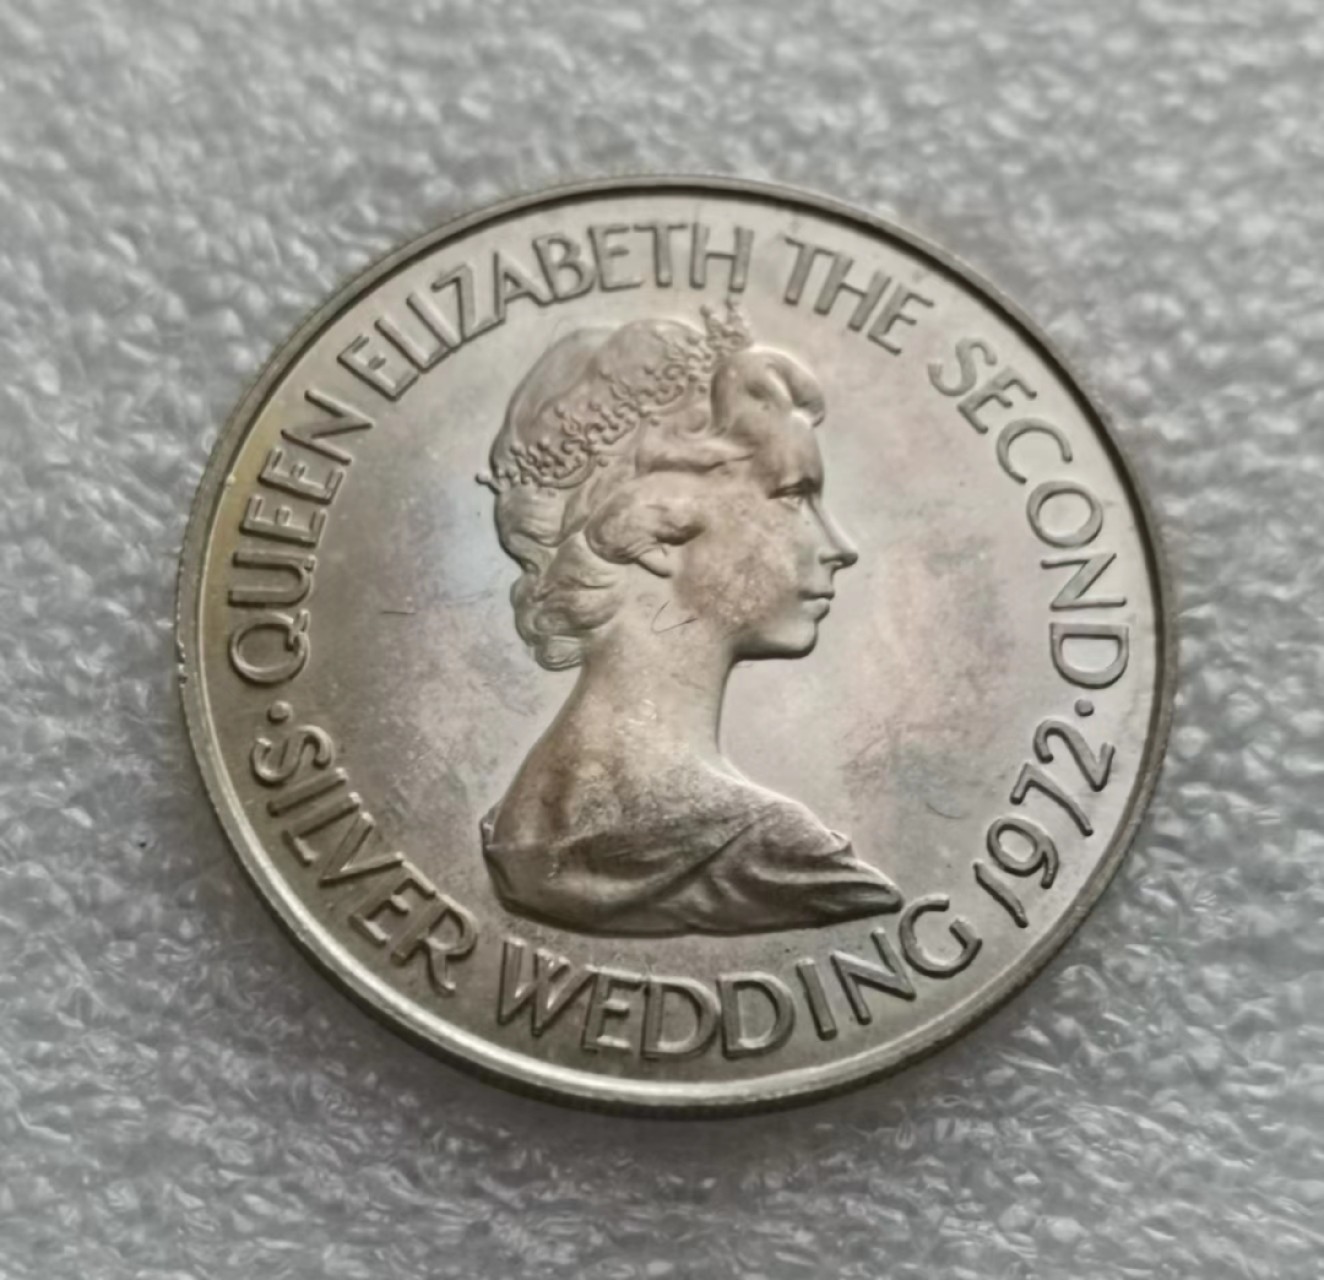 QUEEN ELIZABETH THE SECOND
· SILVER WEDDING 1972 ·